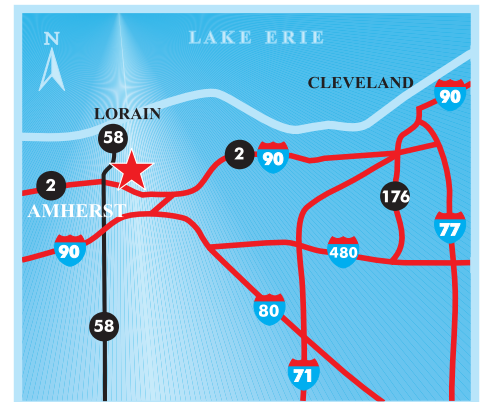 N
LAKE ERIE
CLEVELAND
90
LORAIN
58
2
90
2
176
AMHERST
77
90
480
80
58
71